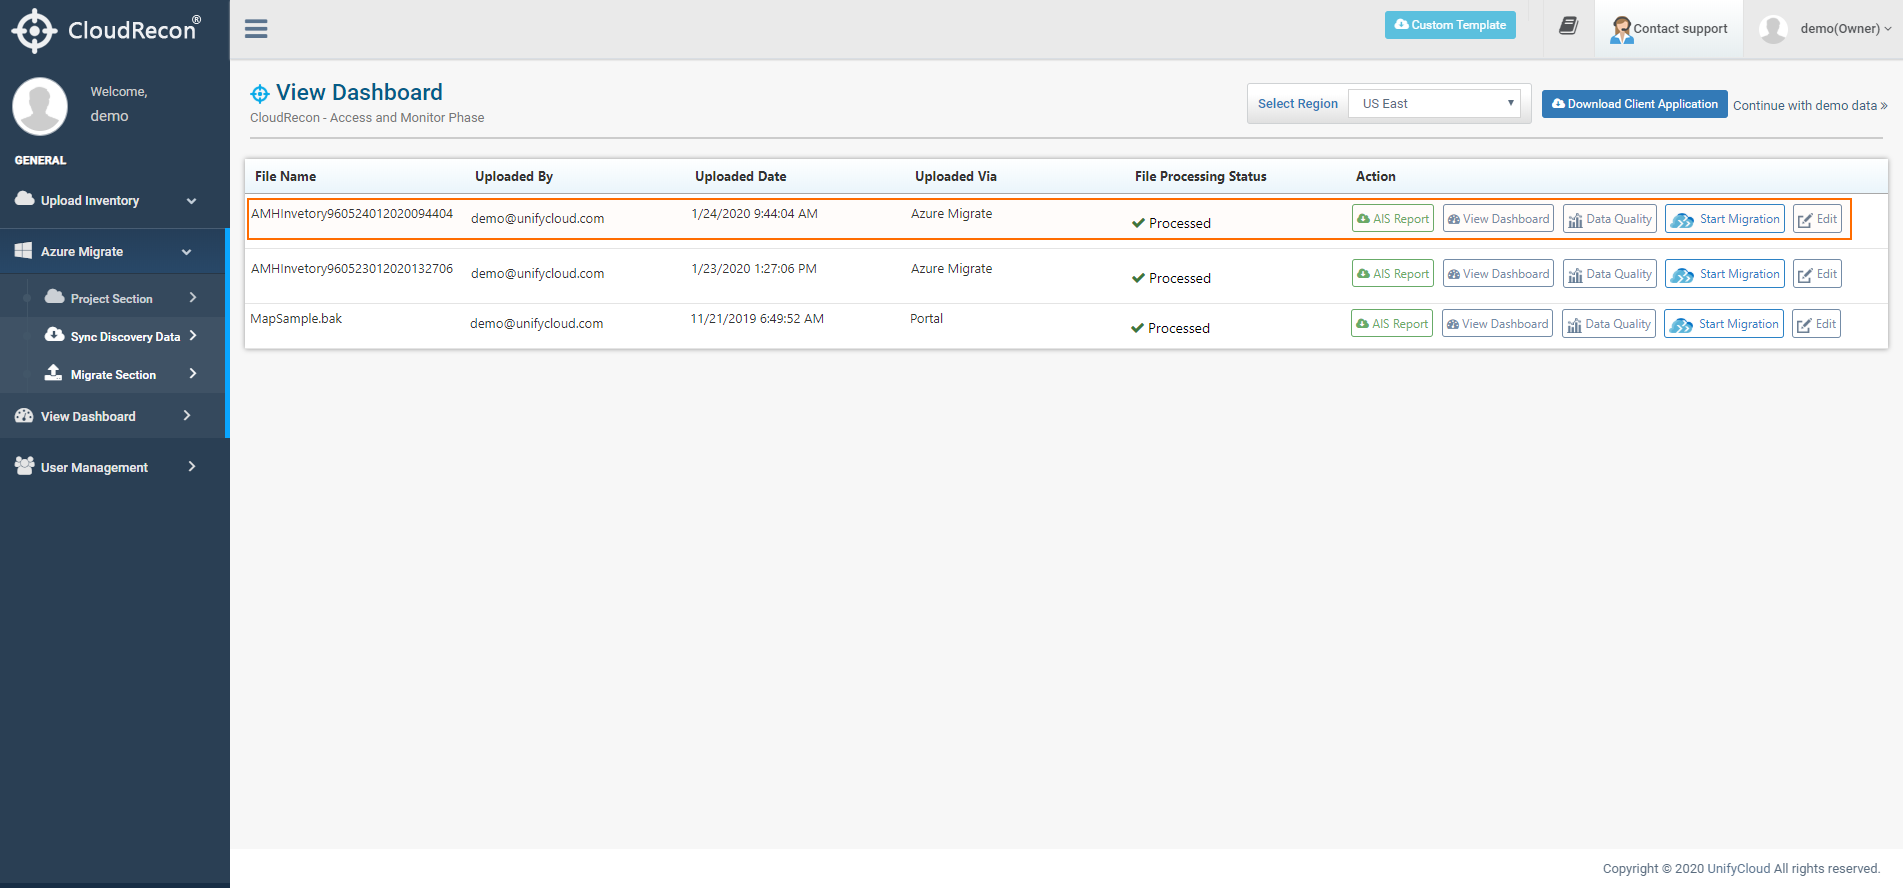 CloudRecon®
Custom Template
Contact support
demo(Owner)
Welcome,
demo
GENERAL
Upload Inventory
Azure Migrate
Project Section
Sync Discovery Data
Migrate Section
View Dashboard
User Management
View Dashboard
CloudRecon - Access and Monitor Phase
Select Region US East
Download Client Application
Continue with demo data »
File Name Uploaded By Uploaded Date Uploaded Via File Processing Status Action
AMHInvetory960524012020094404 demo@unifycloud.com 1/24/2020 9:44:04 AM Azure Migrate Processed AIS Report View Dashboard Data Quality Start Migration Edit
AMHInvetory960523012020132706 demo@unifycloud.com 1/23/2020 1:27:06 PM Azure Migrate Processed AIS Report View Dashboard Data Quality Start Migration Edit
MapSample.bak demo@unifycloud.com 11/21/2019 6:49:52 AM Portal Processed AIS Report View Dashboard Data Quality Start Migration Edit
Copyright © 2020 UnifyCloud All rights reserved.